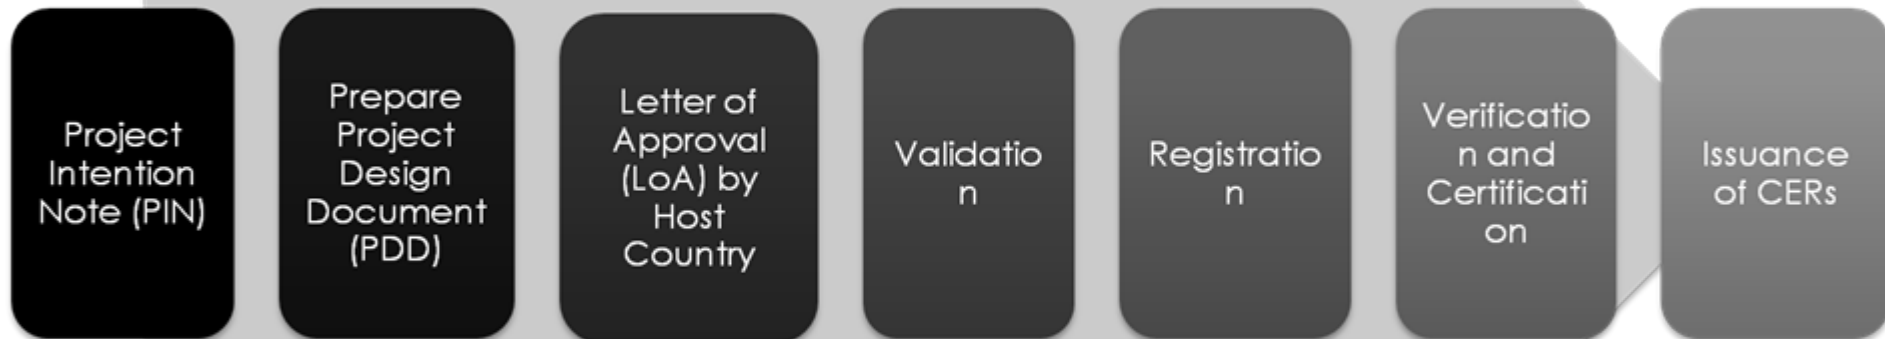 Project
Intention
Note (PIN)
Prepare
Project
Design
Document
(PDD)
Letter of
Approval
(LoA) by
Host
Country
Validatio
n
Registratio
n
Verificatio
n and
Certificati
on
Issuance
of CERs